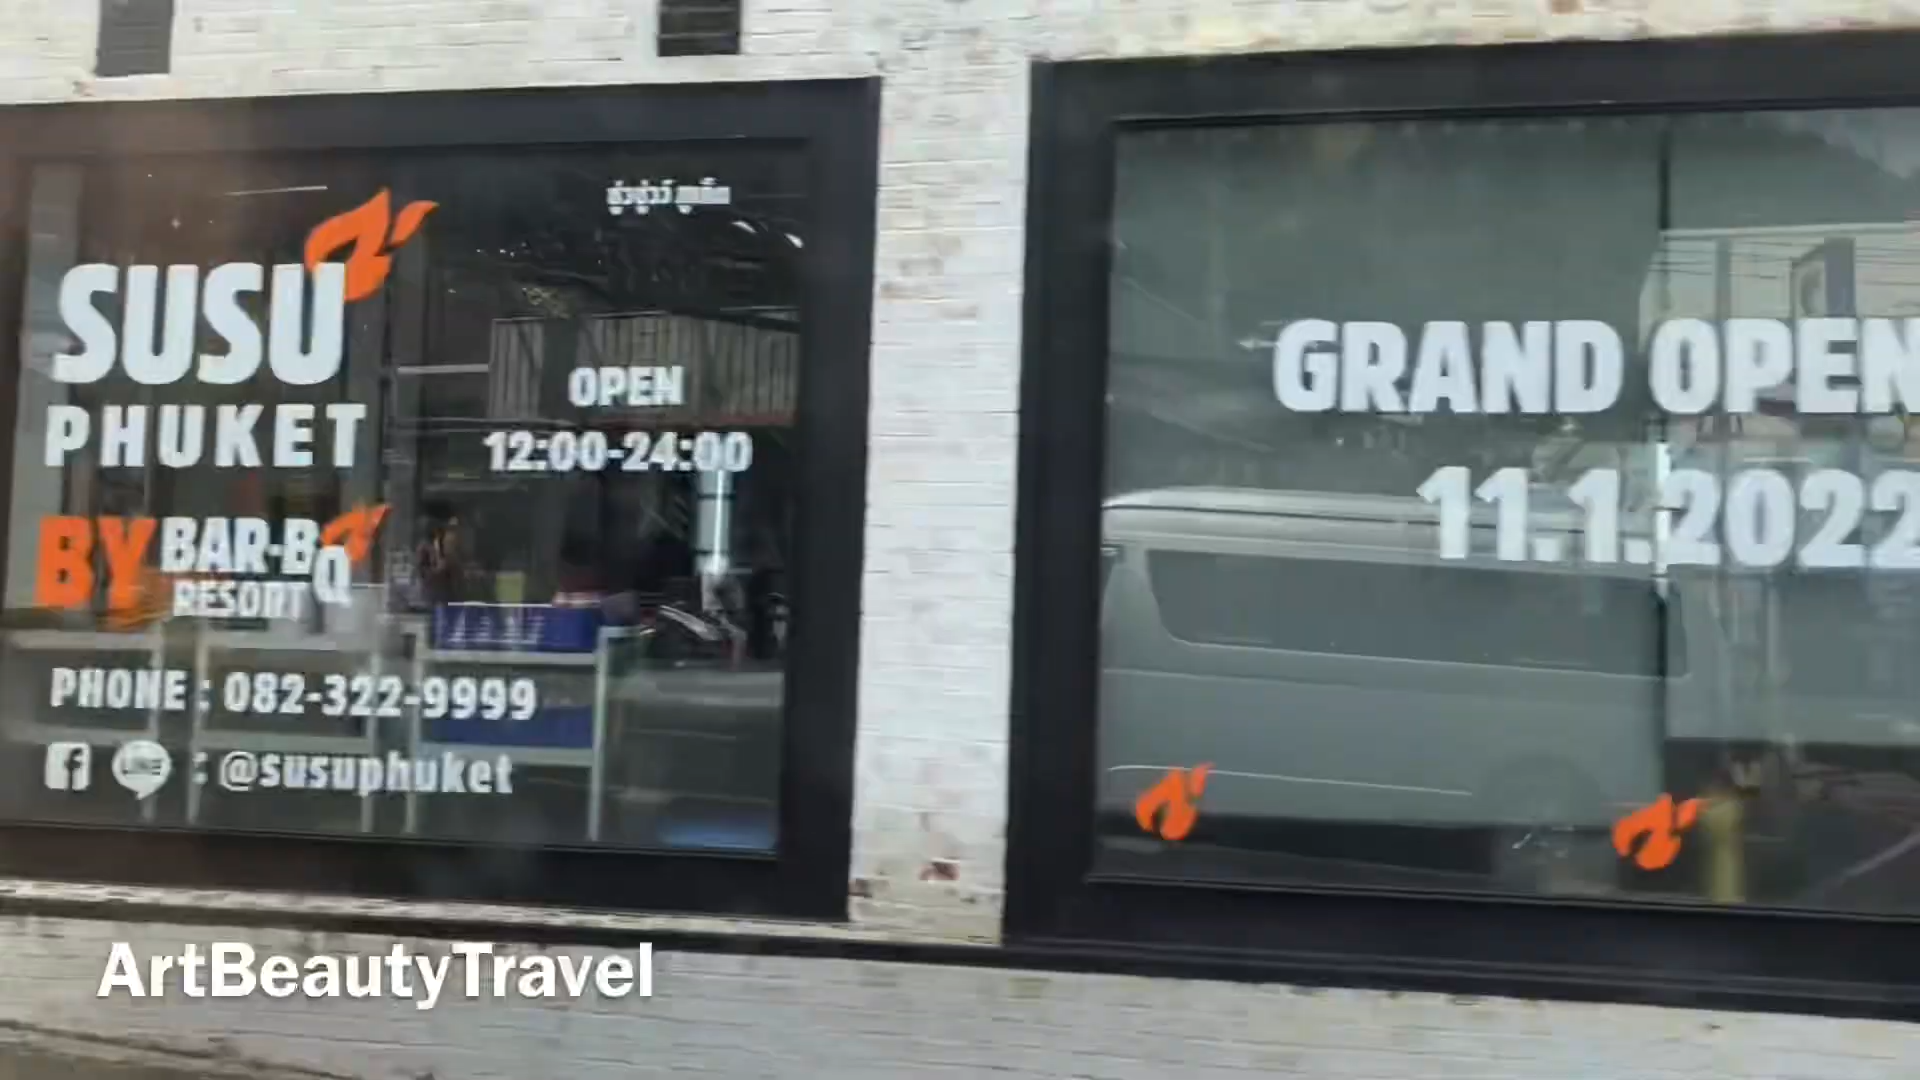 SUSU
PHUKET
BY BAR-BQ
RESORT
OPEN
12:00-24:00
PHONE : 082-322-9999
LINE : @susuphuket
GRAND OPEN
11.1.2022
ArtBeautyTravel